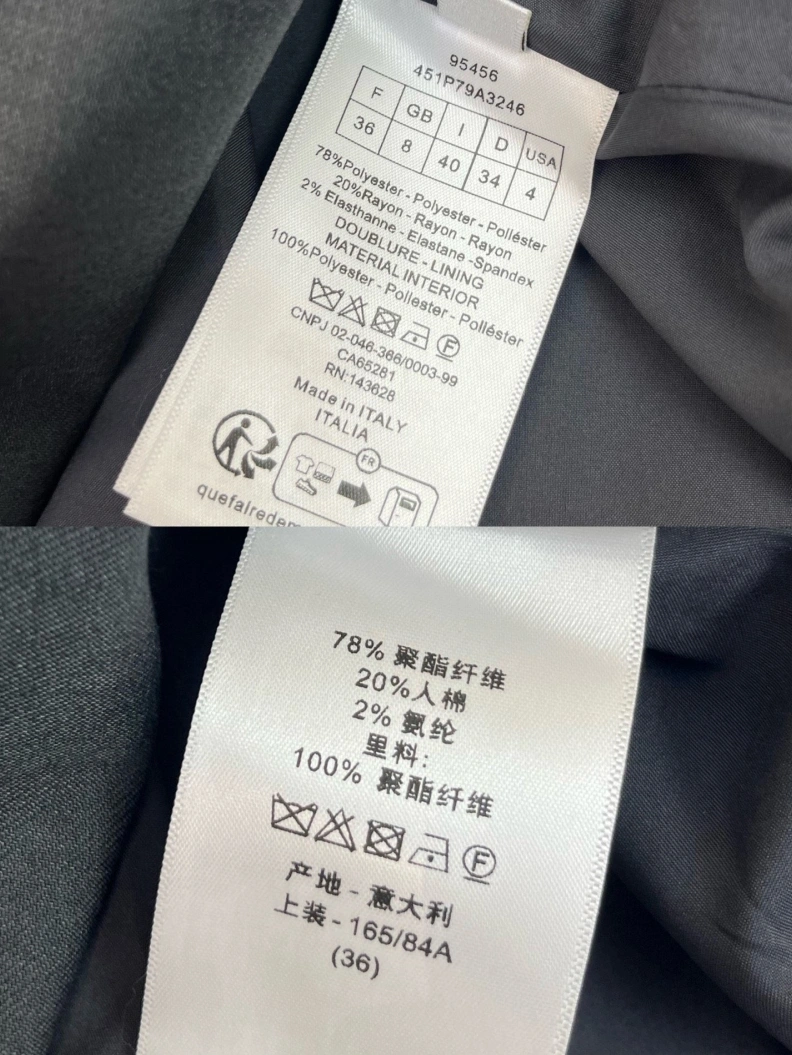 95456
451P79A3246
F GB I D USA
36 8 40 34 4
78%Polyester - Polyester - Poliéster
20%Rayon - Rayon - Rayon
2% Elasthanne - Elastane -Spandex
DOUBLURE - LINING
MATERIAL INTERIOR
100%Polyester - Poliester - Poliéster
F
CNPJ 02-046-366/0003-99
CA65281
RN:143628
Made in ITALY
ITALIA
FR
quefairede
78% 聚酯纤维
20%人棉
2% 氨纶
里料:
100% 聚酯纤维
F
产地 - 意大利
上装 - 165/84A
(36)